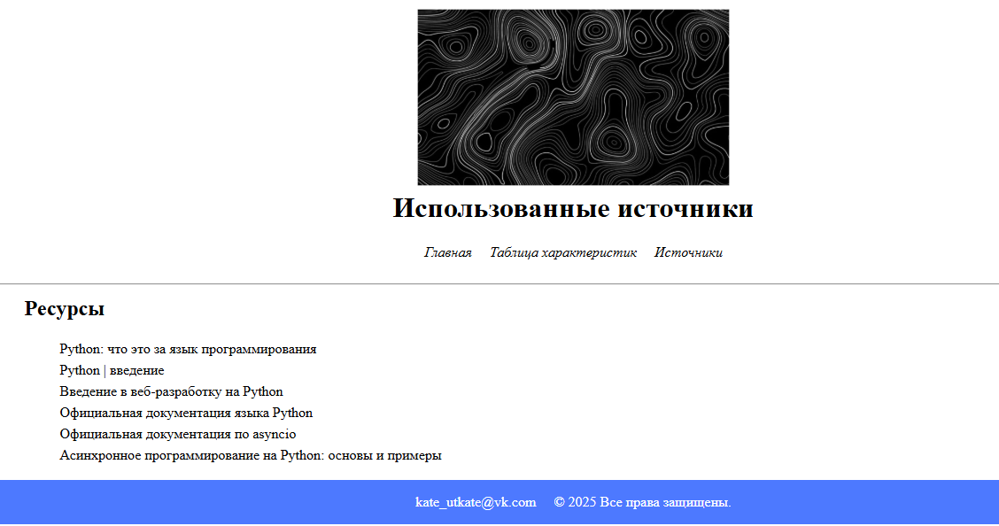 Использованные источники
Главная Таблица характеристик Источники
Ресурсы
Python: что это за язык программирования
Python | введение
Введение в веб-разработку на Python
Официальная документация языка Python
Официальная документация по asyncio
Асинхронное программирование на Python: основы и примеры
kate_utkate@vk.com © 2025 Все права защищены.